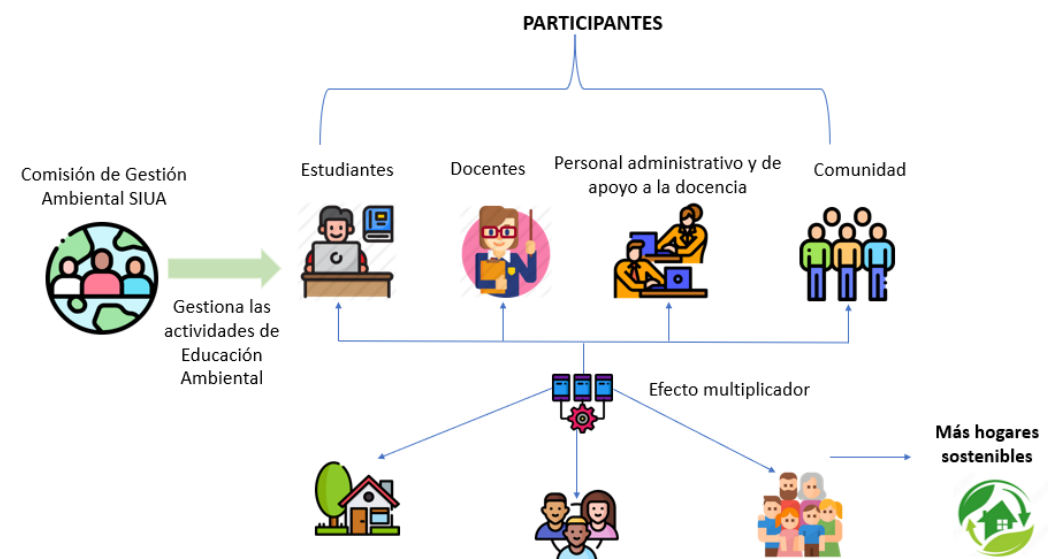 PARTICIPANTES
Comisión de Gestión
Ambiental SIUA
Estudiantes
Docentes
Personal administrativo y de
apoyo a la docencia
Comunidad
Gestiona las
actividades de
Educación
Ambiental
Efecto multiplicador
Más hogares
sostenibles